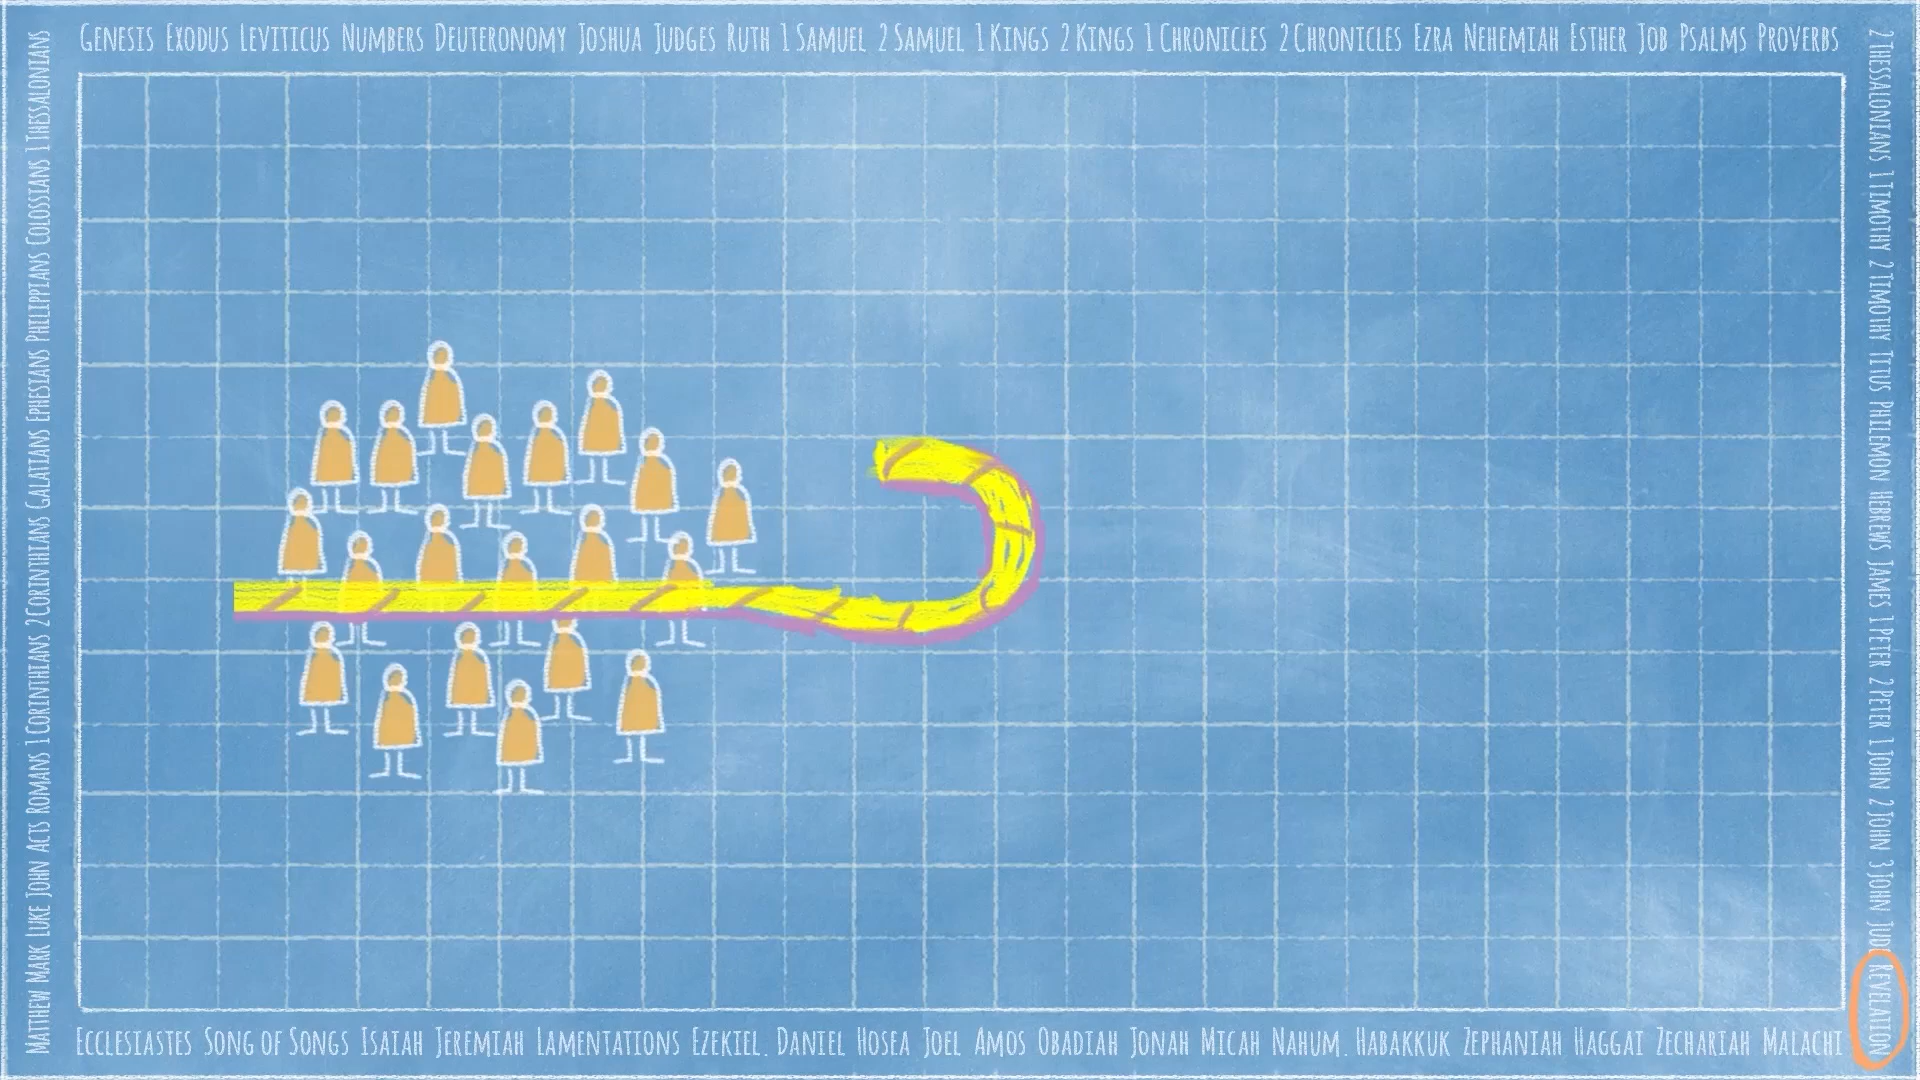 Genesis Exodus Leviticus Numbers Deuteronomy Joshua Judges Ruth 1 Samuel 2 Samuel 1 Kings 2 Kings 1 Chronicles 2 Chronicles Ezra Nehemiah Esther Job Psalms Proverbs
Ecclesiastes Song of Songs Isaiah Jeremiah Lamentations Ezekiel. Daniel Hosea Joel Amos Obadiah Jonah Micah Nahum. Habakkuk Zephaniah Haggai Zechariah Malachi
Matthew Mark Luke John Acts Romans 1 Corinthians 2 Corinthians Galatians Ephesians Philippians Colossians 1 Thessalonians
2 Thessalonians 1 Timothy 2 Timothy Titus Philemon Hebrews James 1 Peter 2 Peter 1 John 2 John 3 John Jude Revelation